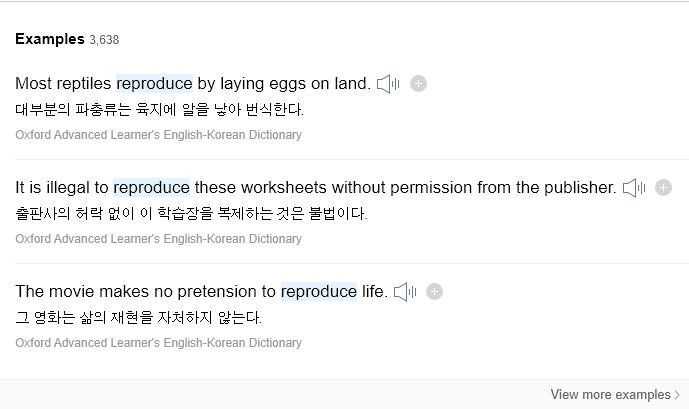 Examples 3,638
Most reptiles reproduce by laying eggs on land.
대부분의 파충류는 육지에 알을 낳아 번식한다.
Oxford Advanced Learner's English-Korean Dictionary
It is illegal to reproduce these worksheets without permission from the publisher.
출판사의 허락 없이 이 학습장을 복제하는 것은 불법이다.
Oxford Advanced Learner's English-Korean Dictionary
The movie makes no pretension to reproduce life.
그 영화는 삶의 재현을 자처하지 않는다.
Oxford Advanced Learner's English-Korean Dictionary
View more examples